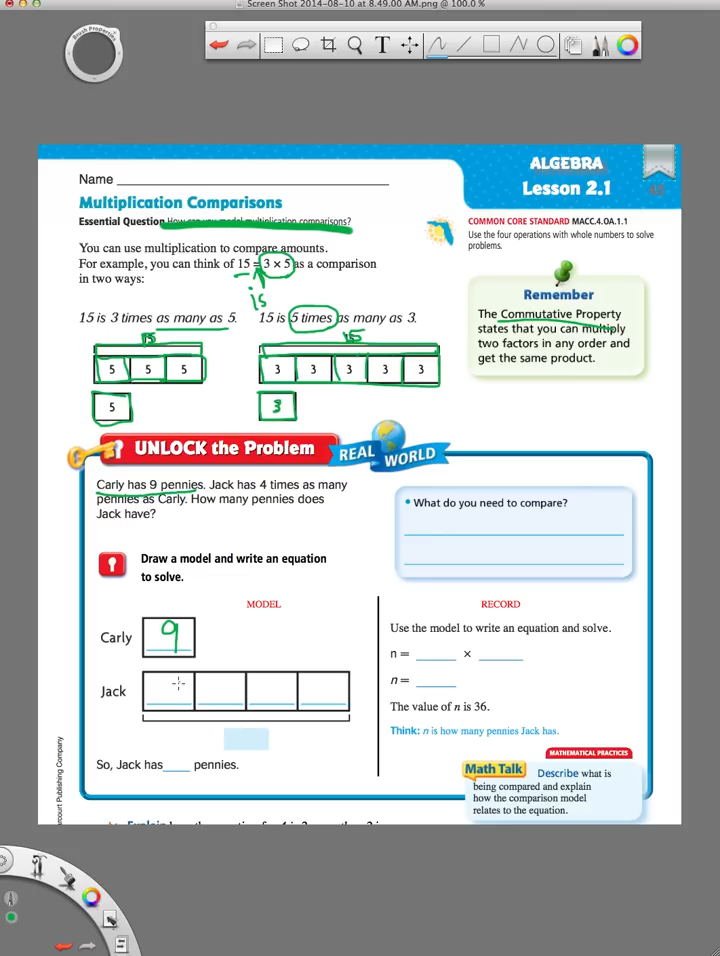 Screen Shot 2014-08-10 at 8.49.00 AM.png @ 100.0 %
Brush Properties
T
ALGEBRA
Lesson 2.1
Name
Multiplication Comparisons
Essential Question How can you model multiplication comparisons?
COMMON CORE STANDARD MACC.4.OA.1.1
Use the four operations with whole numbers to solve
problems.
You can use multiplication to compare amounts.
For example, you can think of 15 = 3 × 5 as a comparison
in two ways:
is
15 is 3 times as many as 5. 15 is 5 times as many as 3.
15 15
5 5 5 3 3 3 3 3
5 3
Remember
The Commutative Property
states that you can multiply
two factors in any order and
get the same product.
UNLOCK the Problem REAL WORLD
Carly has 9 pennies. Jack has 4 times as many
pennies as Carly. How many pennies does
Jack have?
• What do you need to compare?
Draw a model and write an equation
to solve.
MODEL
Carly 9
Jack
So, Jack has____ pennies.
RECORD
Use the model to write an equation and solve.
n = ______ × ______
n = ______
The value of n is 36.
Think: n is how many pennies Jack has.
MATHEMATICAL PRACTICES
Math Talk Describe what is
being compared and explain
how the comparison model
relates to the equation.
arcourt Publishing Company